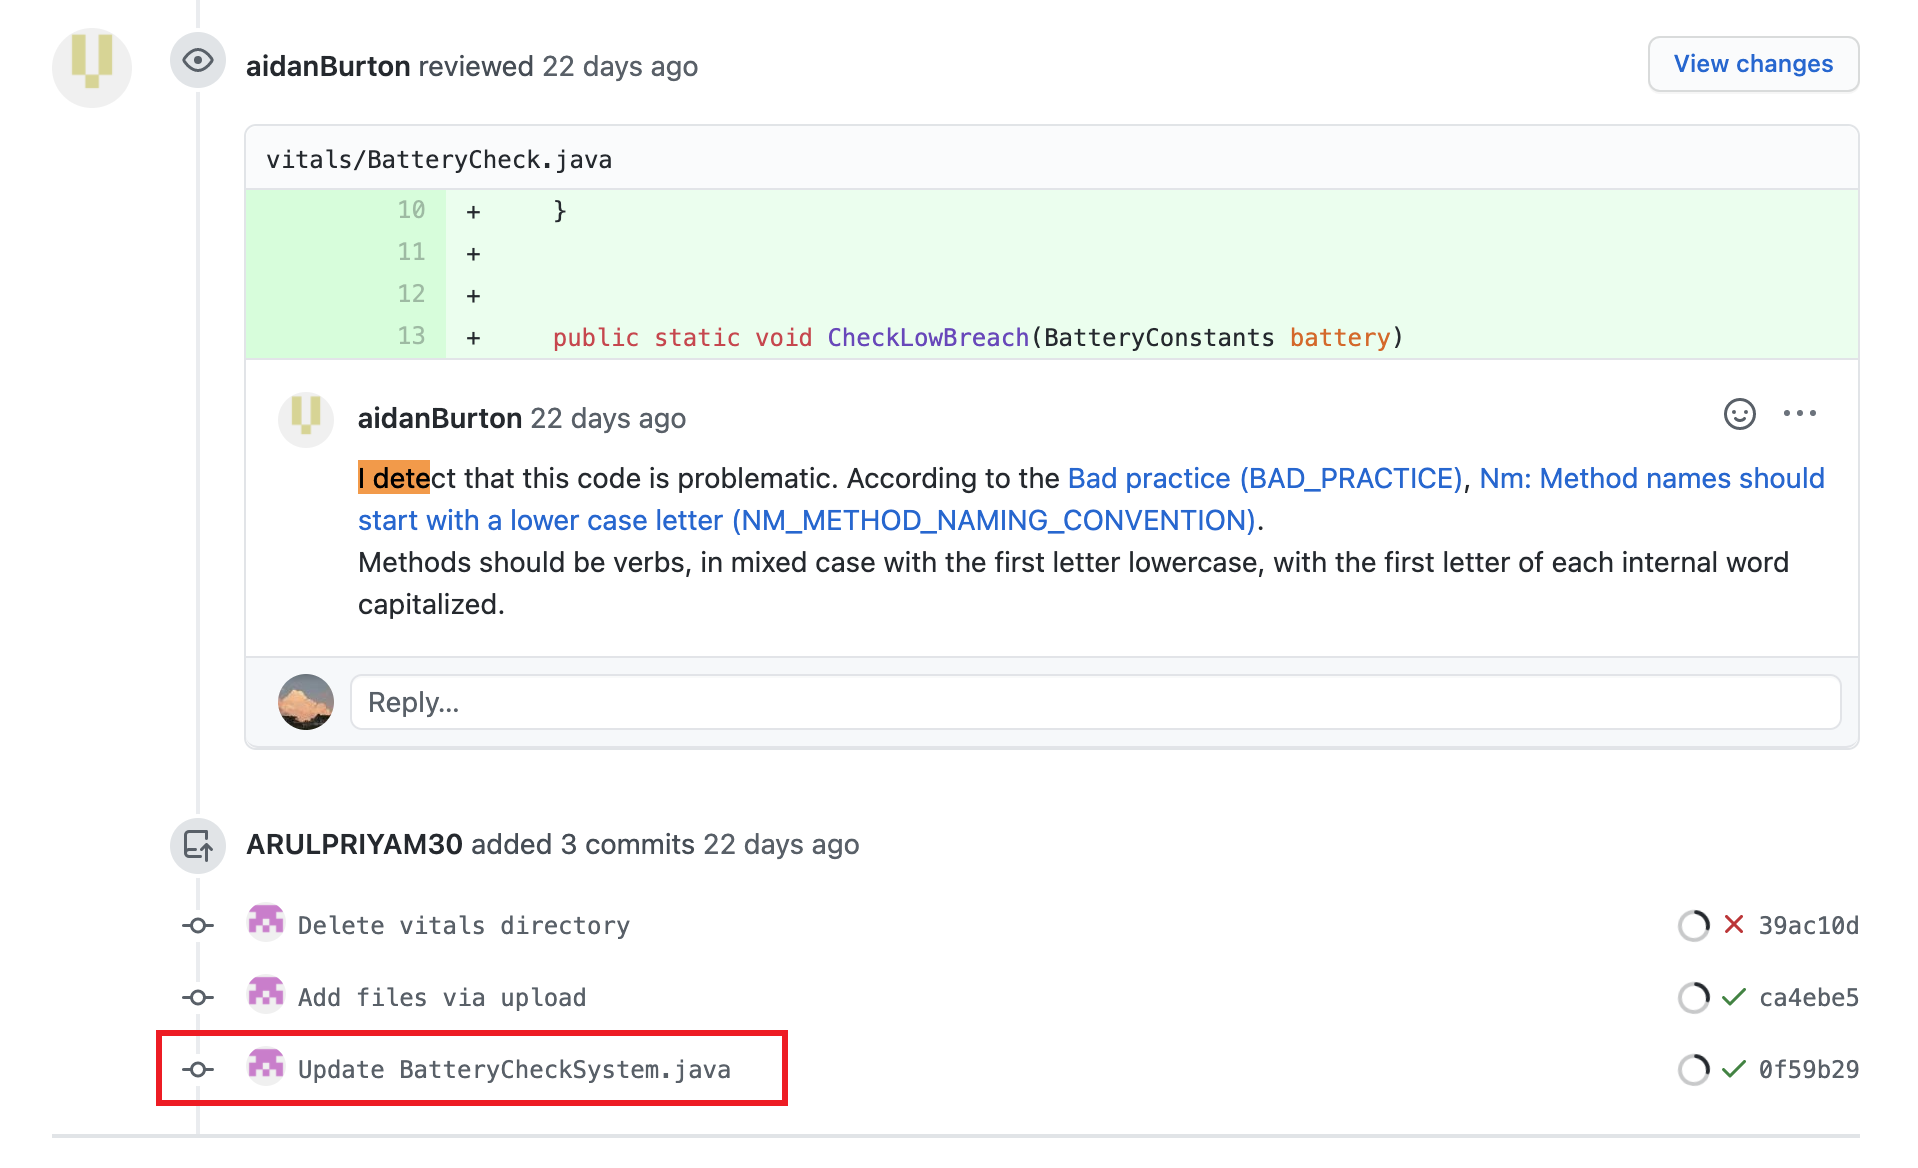 aidanBurton reviewed 22 days ago
View changes
vitals/BatteryCheck.java
10 + }
11 +
12 +
13 + public static void CheckLowBreach(BatteryConstants battery)
aidanBurton 22 days ago
I detect that this code is problematic. According to the Bad practice (BAD_PRACTICE), Nm: Method names should
start with a lower case letter (NM_METHOD_NAMING_CONVENTION).
Methods should be verbs, in mixed case with the first letter lowercase, with the first letter of each internal word
capitalized.
Reply...
ARULPRIYAM30 added 3 commits 22 days ago
Delete vitals directory 39ac10d
Add files via upload ca4ebe5
Update BatteryCheckSystem.java 0f59b29